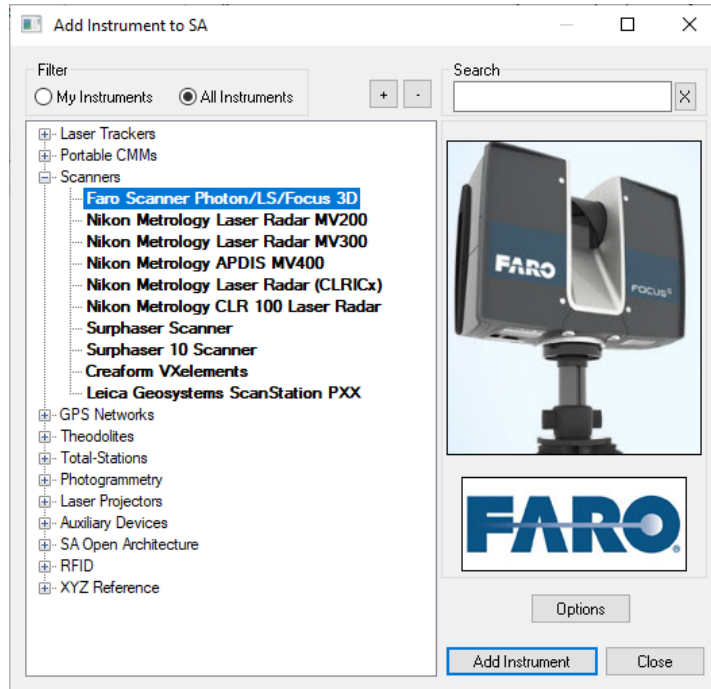 Add Instrument to SA
Filter
My Instruments
All Instruments
+
-
Search
X
Laser Trackers
Portable CMMs
Scanners
Faro Scanner Photon/LS/Focus 3D
Nikon Metrology Laser Radar MV200
Nikon Metrology Laser Radar MV300
Nikon Metrology APDIS MV400
Nikon Metrology Laser Radar (CLRICx)
Nikon Metrology CLR 100 Laser Radar
Surphaser Scanner
Surphaser 10 Scanner
Creaform VXelements
Leica Geosystems ScanStation PXX
GPS Networks
Theodolites
Total-Stations
Photogrammetry
Laser Projectors
Auxiliary Devices
SA Open Architecture
RFID
XYZ Reference
FARO
FOCUS S
FARO
Options
Add Instrument
Close